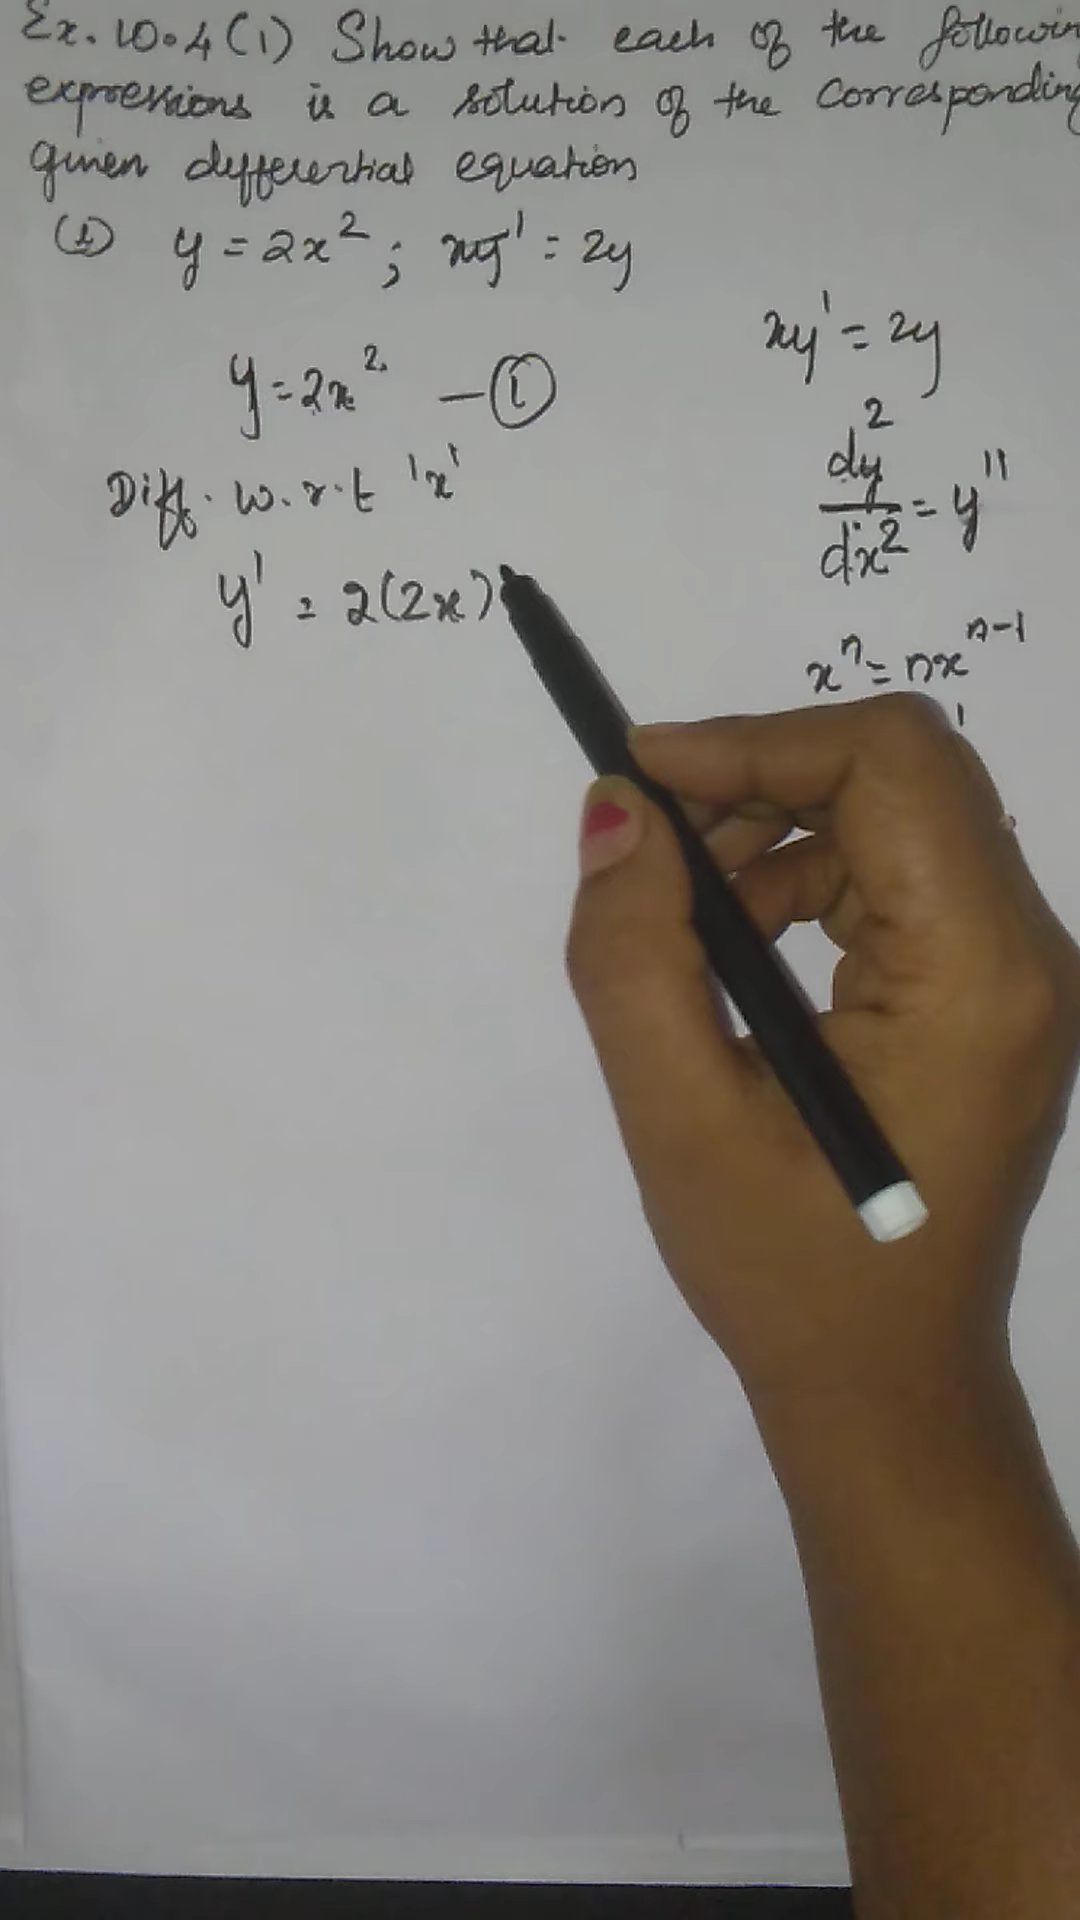 Ex. 10.4 (1) Show that each of the followin
expressions is a solution of the corresponding
given differential equation
(i) y = 2x²; xy' = 2y
y = 2x² — ①
Diff. w.r.t 'x'
y' = 2(2x)
xy' = 2y
dy²/dx² = y''
xⁿ = nxⁿ⁻¹